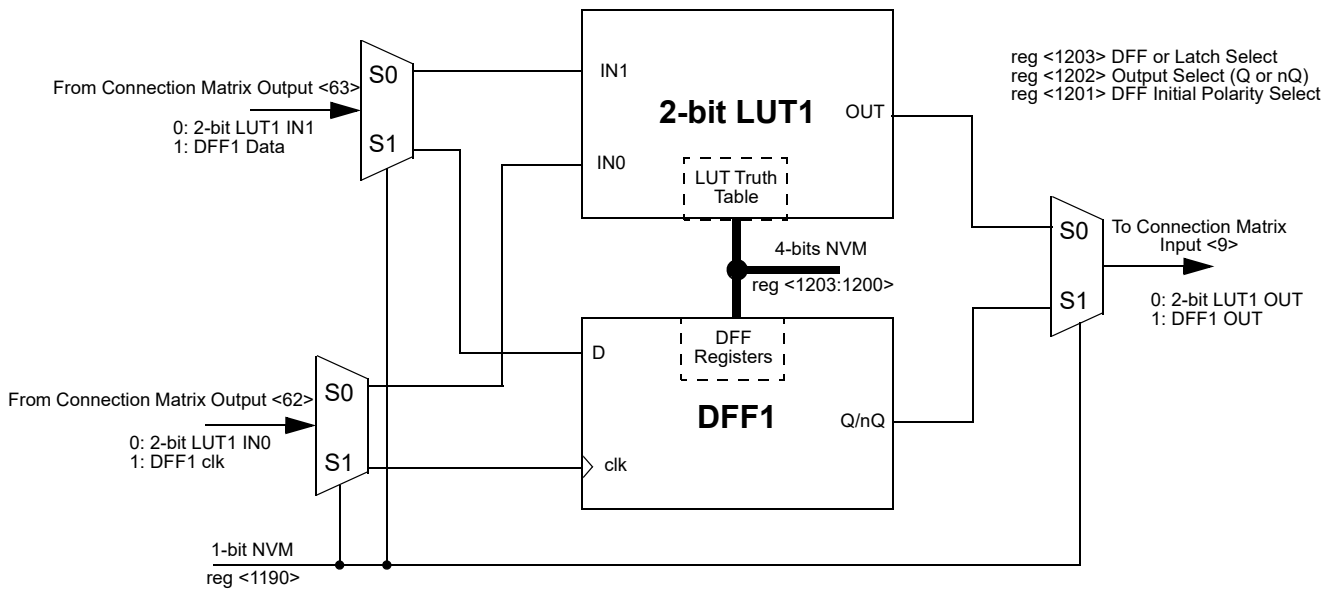 reg <1203> DFF or Latch Select
reg <1202> Output Select (Q or nQ)
reg <1201> DFF Initial Polarity Select
From Connection Matrix Output <63>
0: 2-bit LUT1 IN1
1: DFF1 Data
S0
S1
IN1
IN0
2-bit LUT1
OUT
LUT Truth
Table
4-bits NVM
reg <1203:1200>
S0
S1
To Connection Matrix
Input <9>
0: 2-bit LUT1 OUT
1: DFF1 OUT
From Connection Matrix Output <62>
0: 2-bit LUT1 IN0
1: DFF1 clk
S0
S1
D
clk
DFF
Registers
DFF1
Q/nQ
1-bit NVM
reg <1190>